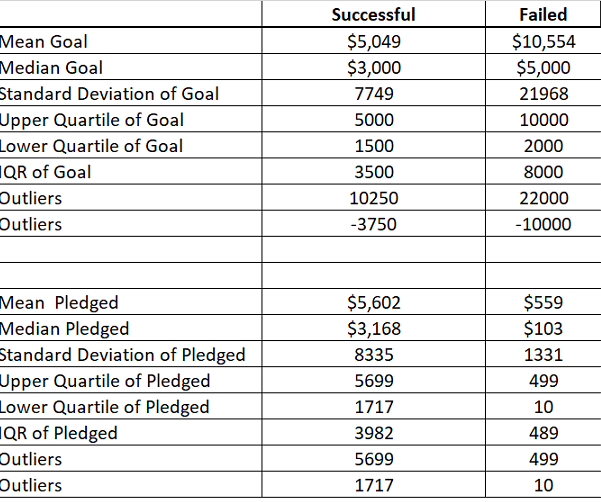 Successful Failed
Mean Goal $5,049 $10,554
Median Goal $3,000 $5,000
Standard Deviation of Goal 7749 21968
Upper Quartile of Goal 5000 10000
Lower Quartile of Goal 1500 2000
IQR of Goal 3500 8000
Outliers 10250 22000
Outliers -3750 -10000
Mean  Pledged $5,602 $559
Median Pledged $3,168 $103
Standard Deviation of Pledged 8335 1331
Upper Quartile of Pledged 5699 499
Lower Quartile of Pledged 1717 10
IQR of Pledged 3982 489
Outliers 5699 499
Outliers 1717 10